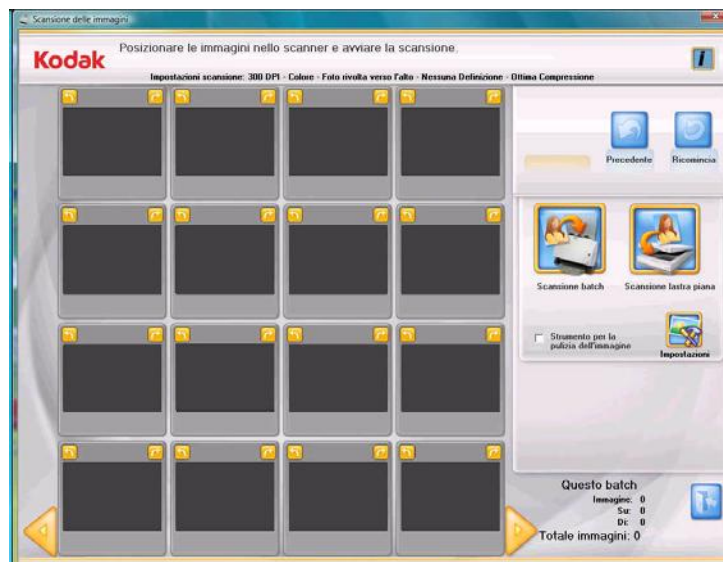 Scansione delle immagini
Kodak
Posizionare le immagini nello scanner e avviare la scansione.
Impostazioni scansione: 300 DPI - Colore - Foto rivolta verso l'alto - Nessuna Definizione - Ottima Compressione
i
Precedente
Ricomincia
Scansione batch
Scansione lastra piana
Strumento per la
pulizia dell'immagine
Impostazioni
Questo batch
Immagine: 0
Su: 0
Di: 0
Totale immagini: 0